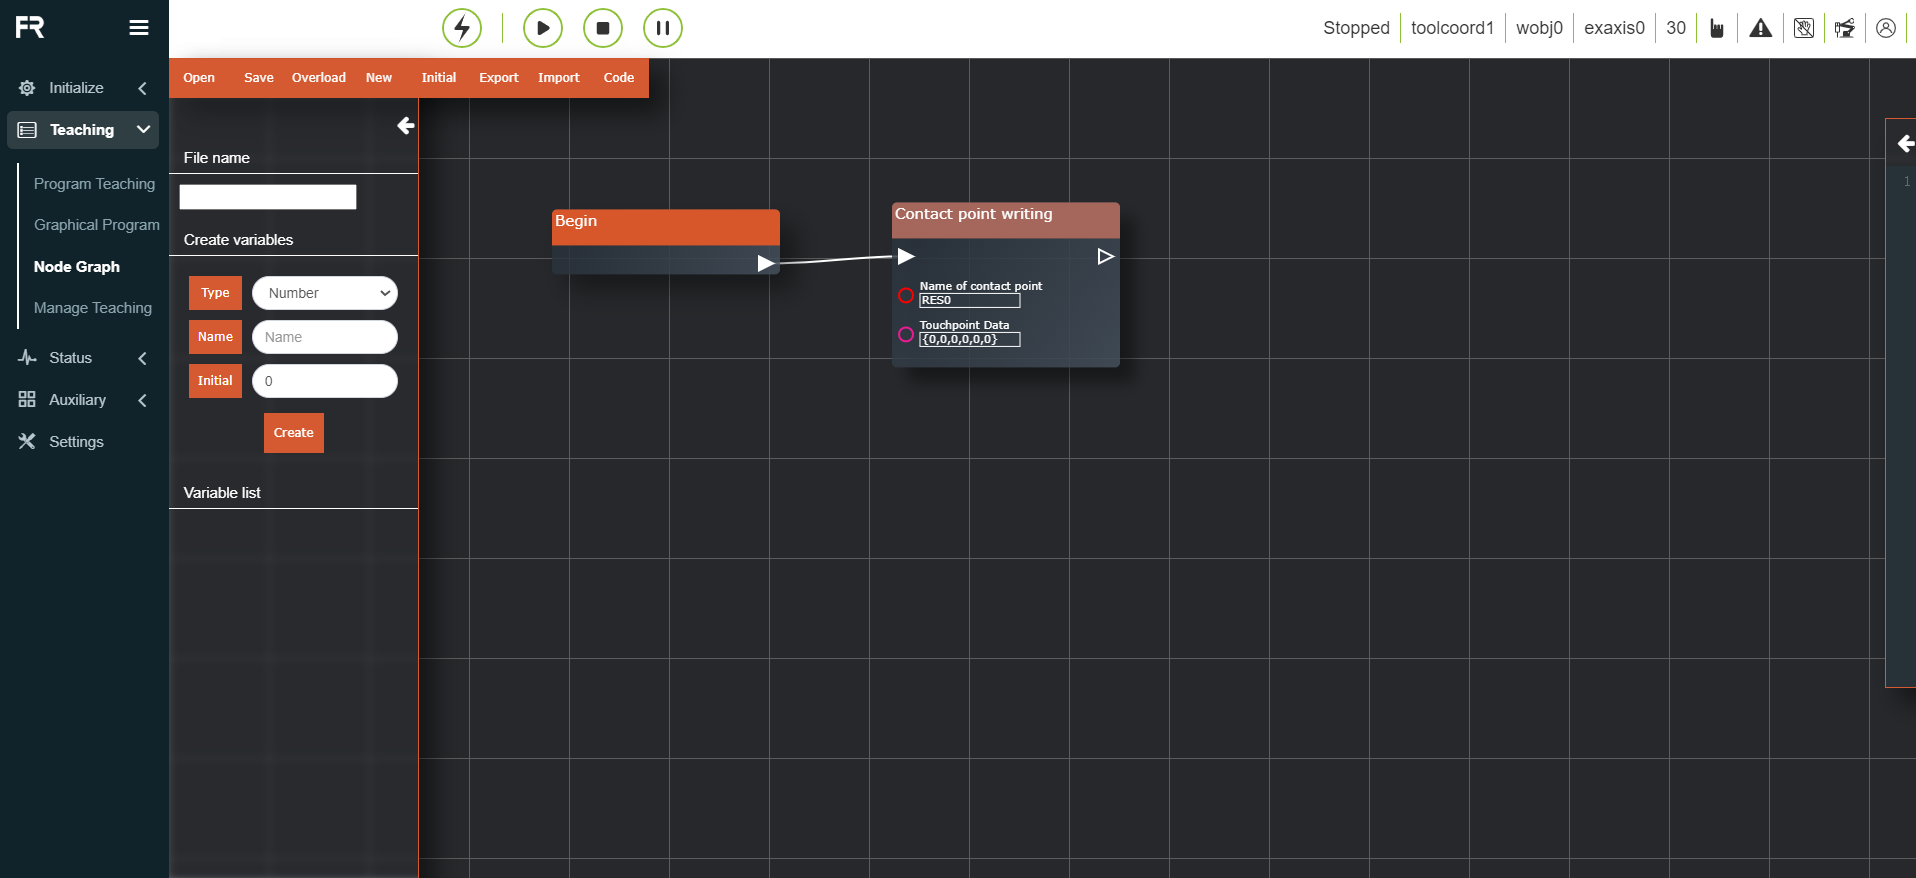 FR
Stopped
toolcoord1
wobj0
exaxis0
30
Open
Save
Overload
New
Initial
Export
Import
Code
Initialize
Teaching
Program Teaching
Graphical Program
Node Graph
Manage Teaching
Status
Auxiliary
Settings
File name
Create variables
Type
Number
Name
Name
Initial
0
Create
Variable list
Begin
Contact point writing
Name of contact point
RES0
Touchpoint Data
{0,0,0,0,0,0}
1